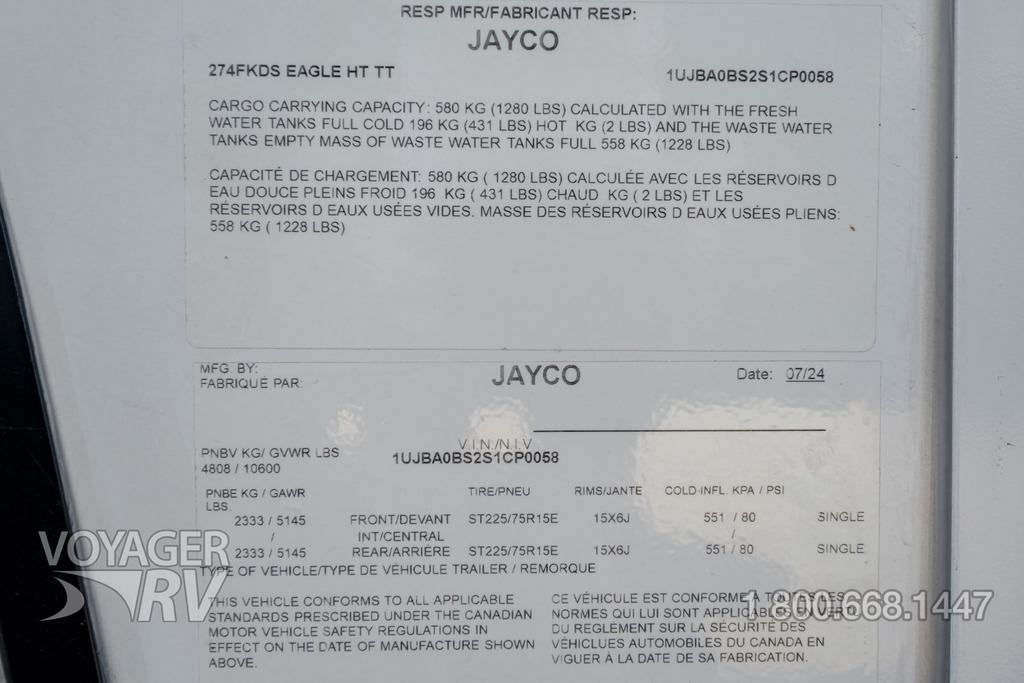 RESP MFR/FABRICANT RESP:
JAYCO
274FKDS EAGLE HT TT 1UJBA0BS2S1CP0058
CARGO CARRYING CAPACITY: 580 KG (1280 LBS) CALCULATED WITH THE FRESH
WATER TANKS FULL COLD 196 KG (431 LBS) HOT KG (2 LBS) AND THE WASTE WATER
TANKS EMPTY MASS OF WASTE WATER TANKS FULL 558 KG (1228 LBS)
CAPACITÉ DE CHARGEMENT: 580 KG ( 1280 LBS) CALCULÉE AVEC LES RÉSERVOIRS D
EAU DOUCE PLEINS FROID 196 KG ( 431 LBS) CHAUD KG ( 2 LBS) ET LES
RÉSERVOIRS D EAUX USÉES VIDES. MASSE DES RÉSERVOIRS D EAUX USÉES PLIENS:
558 KG ( 1228 LBS)
MFG. BY: JAYCO Date: 07/24
FABRIQUÉ PAR:
V.I.N./N.I.V
PNBV KG/ GVWR LBS 1UJBA0BS2S1CP0058
4808 / 10600
PNBE KG / GAWR TIRE/PNEU RIMS/JANTE COLD INFL. KPA / PSI
LBS.
2333 / 5145 FRONT/DEVANT ST225/75R15E 15X6J 551 / 80 SINGLE
/ INT/CENTRAL /
2333 / 5145 REAR/ARRIÉRE ST225/75R15E 15X6J 551 / 80 SINGLE
TYPE OF VEHICLE/TYPE DE VÉHICULE TRAILER / REMORQUE
THIS VEHICLE CONFORMS TO ALL APPLICABLE
STANDARDS PRESCRIBED UNDER THE CANADIAN
MOTOR VEHICLE SAFETY REGULATIONS IN
EFFECT ON THE DATE OF MANUFACTURE SHOWN
ABOVE.
CE VÉHICULE EST CONFORME À TOUTES LES
NORMES QUI LUI SONT APPLICABLES EN VERTU
DU REGLEMENT SUR LA SÉCURITÉ DES
VÉHICLUES AUTOMOBILES DU CANADA EN
VIGUER À LA DATE DE SA FABRICATION.
VOYAGER
RV
1.800.668.1447